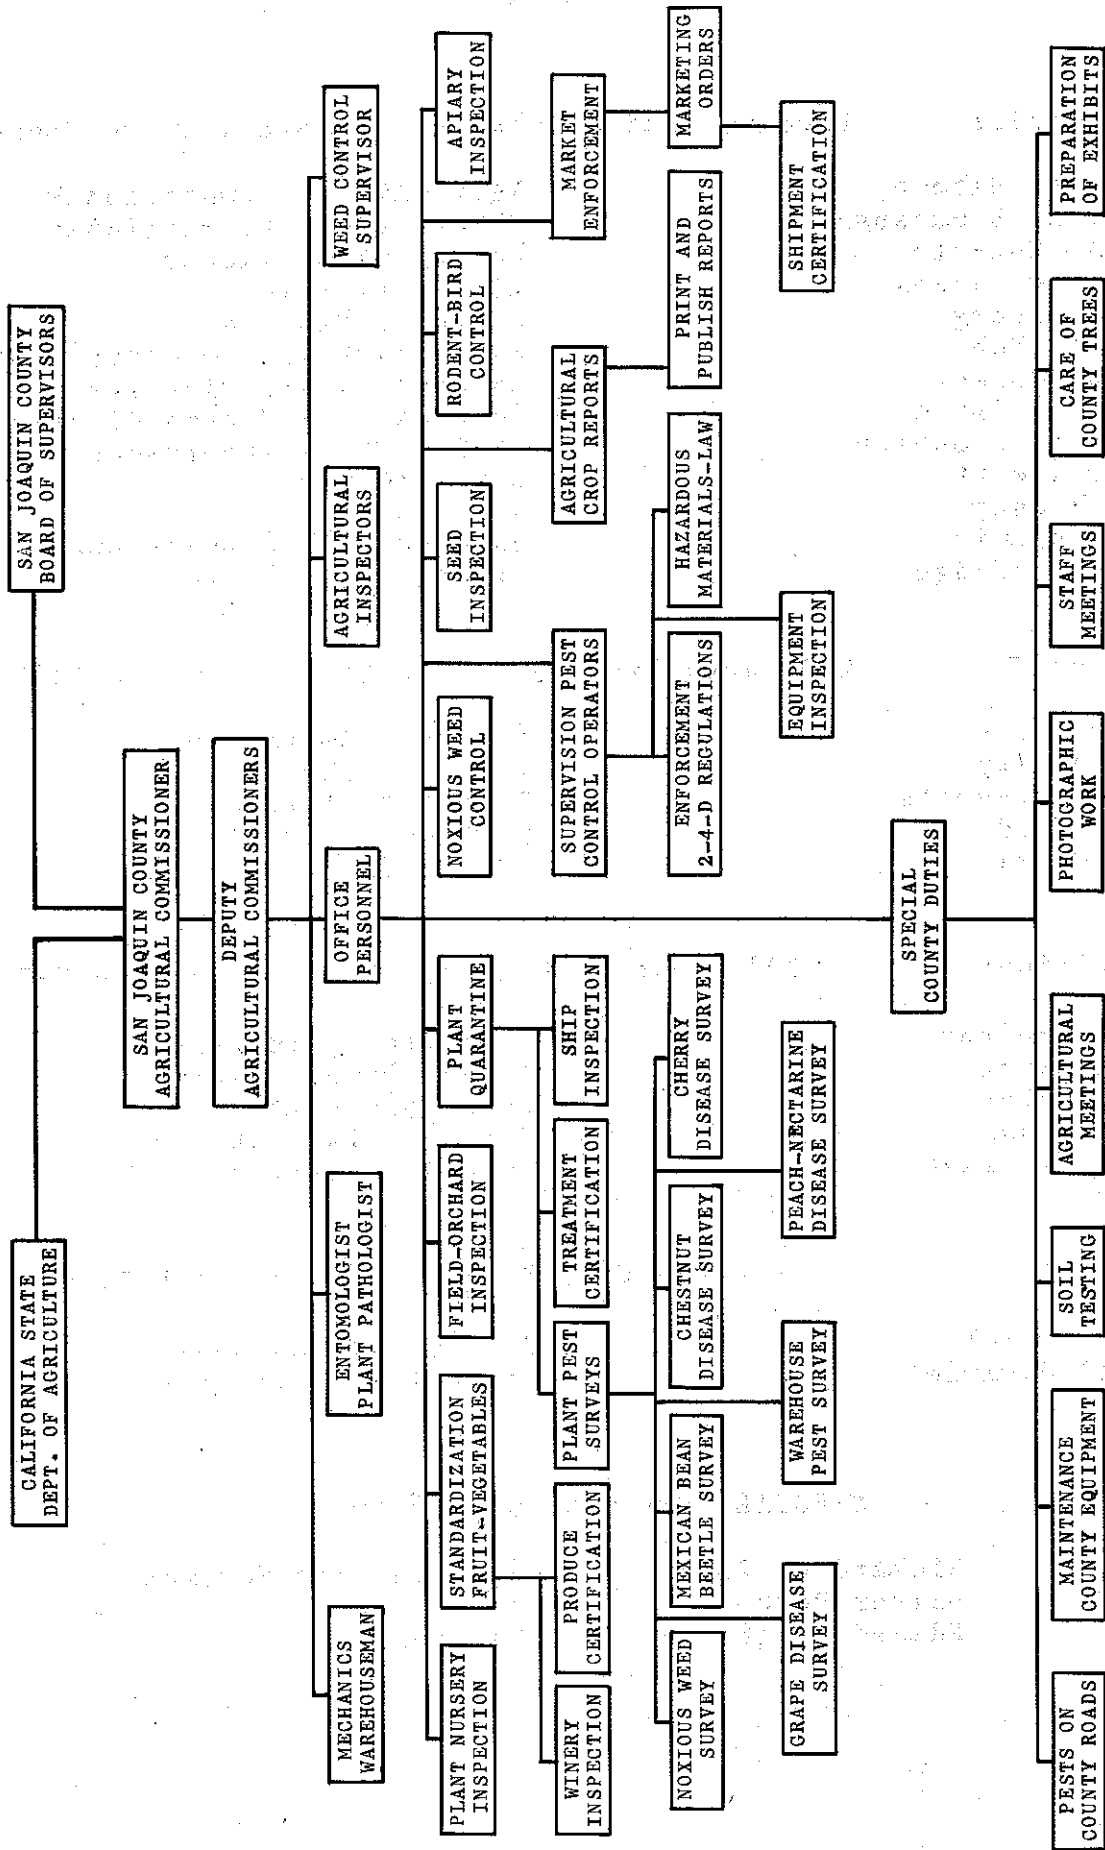 CALIFORNIA STATE
DEPT. OF AGRICULTURE
SAN JOAQUIN COUNTY
BOARD OF SUPERVISORS
SAN JOAQUIN COUNTY
AGRICULTURAL COMMISSIONER
DEPUTY
AGRICULTURAL COMMISSIONERS
MECHANICS
WAREHOUSEMAN
ENTOMOLOGIST
PLANT PATHOLOGIST
OFFICE
PERSONNEL
AGRICULTURAL
INSPECTORS
WEED CONTROL
SUPERVISOR
PLANT NURSERY
INSPECTION
STANDARDIZATION
FRUIT-VEGETABLES
FIELD-ORCHARD
INSPECTION
PLANT
QUARANTINE
NOXIOUS WEED
CONTROL
SEED
INSPECTION
RODENT-BIRD
CONTROL
APIARY
INSPECTION
WINERY
INSPECTION
PRODUCE
CERTIFICATION
PLANT PEST
SURVEYS
TREATMENT
CERTIFICATION
SHIP
INSPECTION
SUPERVISION PEST
CONTROL OPERATORS
AGRICULTURAL
CROP REPORTS
MARKET
ENFORCEMENT
NOXIOUS WEED
SURVEY
MEXICAN BEAN
BEETLE SURVEY
CHESTNUT
DISEASE SURVEY
CHERRY
DISEASE SURVEY
ENFORCEMENT
2-4-D REGULATIONS
HAZARDOUS
MATERIALS-LAW
PRINT AND
PUBLISH REPORTS
MARKETING
ORDERS
GRAPE DISEASE
SURVEY
WAREHOUSE
PEST SURVEY
PEACH-NECTARINE
DISEASE SURVEY
EQUIPMENT
INSPECTION
SHIPMENT
CERTIFICATION
SPECIAL
COUNTY DUTIES
PESTS ON
COUNTY ROADS
MAINTENANCE
COUNTY EQUIPMENT
SOIL
TESTING
AGRICULTURAL
MEETINGS
PHOTOGRAPHIC
WORK
STAFF
MEETINGS
CARE OF
COUNTY TREES
PREPARATION
OF EXHIBITS